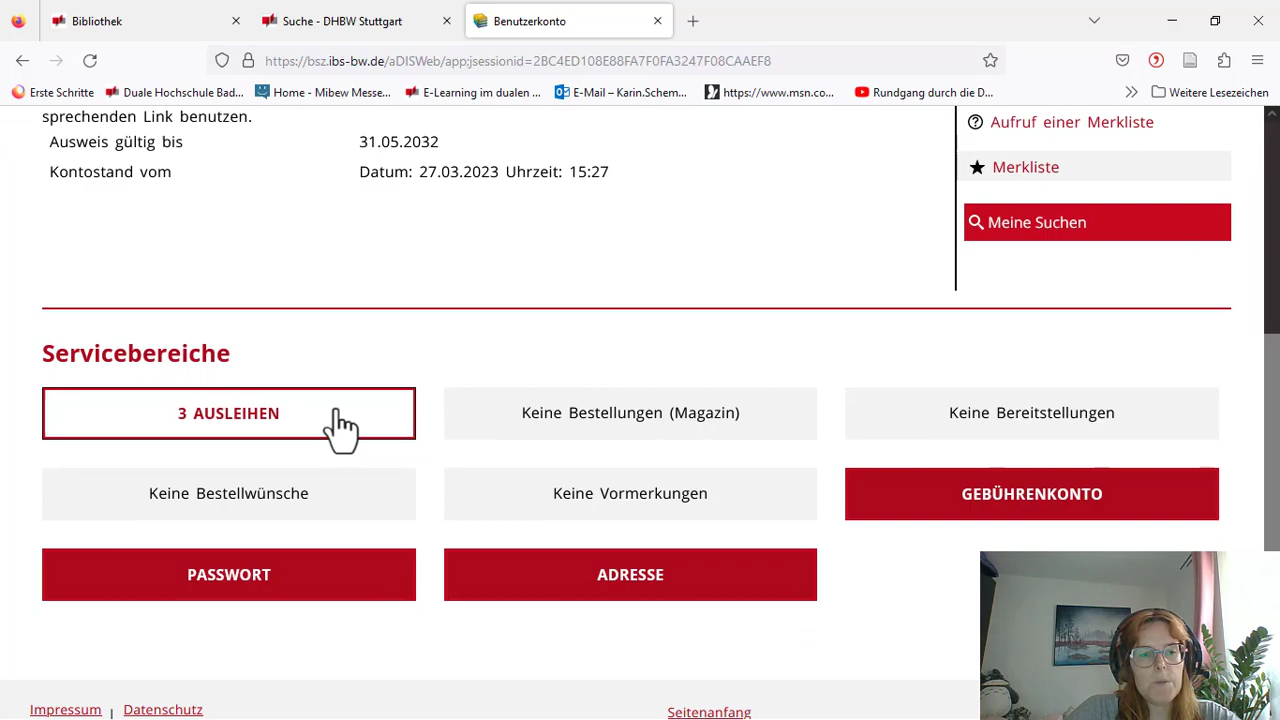 Bibliothek
Suche - DHBW Stuttgart
Benutzerkonto
https://bsz.ibs-bw.de/aDISWeb/app;jsessionid=2BC4ED108E88FA7F0FA3247F08CAAEF8
Erste Schritte
Duale Hochschule Bad...
Home - Mibew Messe...
E-Learning im dualen ...
E-Mail – Karin.Schem...
https://www.msn.co...
Rundgang durch die D...
Weitere Lesezeichen
sprechenden Link benutzen.
Ausweis gültig bis 31.05.2032
Kontostand vom Datum: 27.03.2023 Uhrzeit: 15:27
Aufruf einer Merkliste
Merkliste
Meine Suchen
Servicebereiche
3 AUSLEIHEN
Keine Bestellungen (Magazin)
Keine Bereitstellungen
Keine Bestellwünsche
Keine Vormerkungen
GEBÜHRENKONTO
PASSWORT
ADRESSE
Impressum | Datenschutz
Seitenanfang